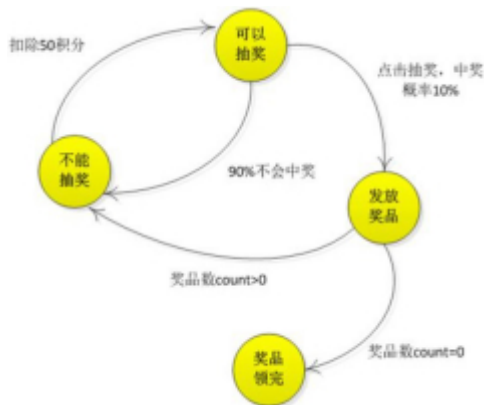 可以
抽奖
扣除50积分
点击抽奖，中奖
概率10%
不能
抽奖
90%不会中奖
发放
奖品
奖品数count>0
奖品数count=0
奖品
领完